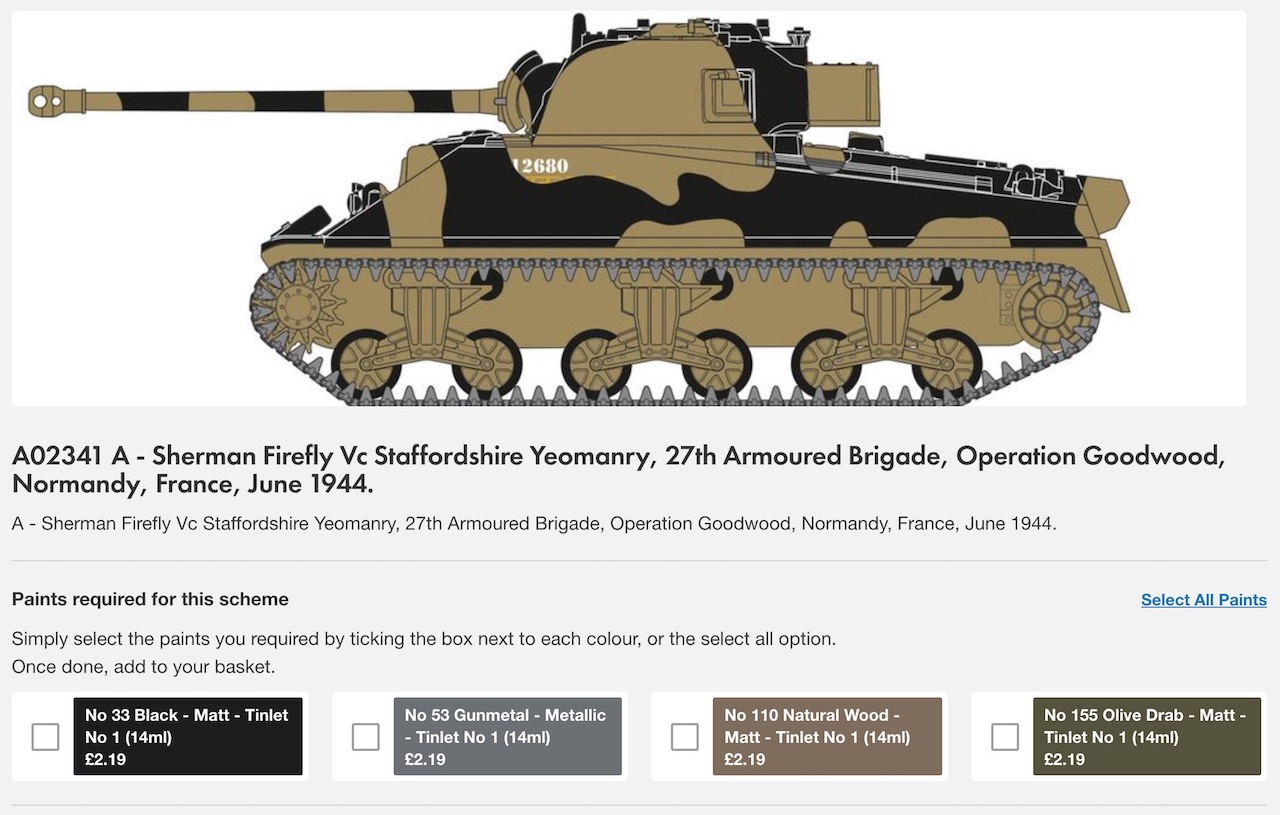 12680
A02341 A - Sherman Firefly Vc Staffordshire Yeomanry, 27th Armoured Brigade, Operation Goodwood,
Normandy, France, June 1944.
A - Sherman Firefly Vc Staffordshire Yeomanry, 27th Armoured Brigade, Operation Goodwood, Normandy, France, June 1944.
Paints required for this scheme
Select All Paints
Simply select the paints you required by ticking the box next to each colour, or the select all option.
Once done, add to your basket.
No 33 Black - Matt - Tinlet
No 1 (14ml)
£2.19
No 53 Gunmetal - Metallic
- Tinlet No 1 (14ml)
£2.19
No 110 Natural Wood -
Matt - Tinlet No 1 (14ml)
£2.19
No 155 Olive Drab - Matt -
Tinlet No 1 (14ml)
£2.19